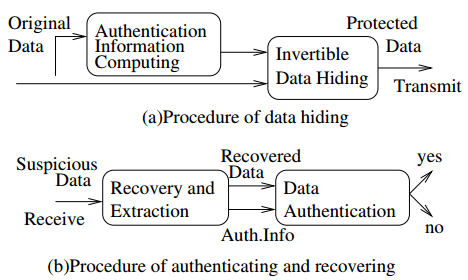 Original
Data
Authentication
Information
Computing
Invertible
Data Hiding
Protected
Data
Transmit
(a)Procedure of data hiding
Suspicious
Data
Receive
Recovery and
Extraction
Recovered
Data
Auth.Info
Data
Authentication
yes
no
(b)Procedure of authenticating and recovering